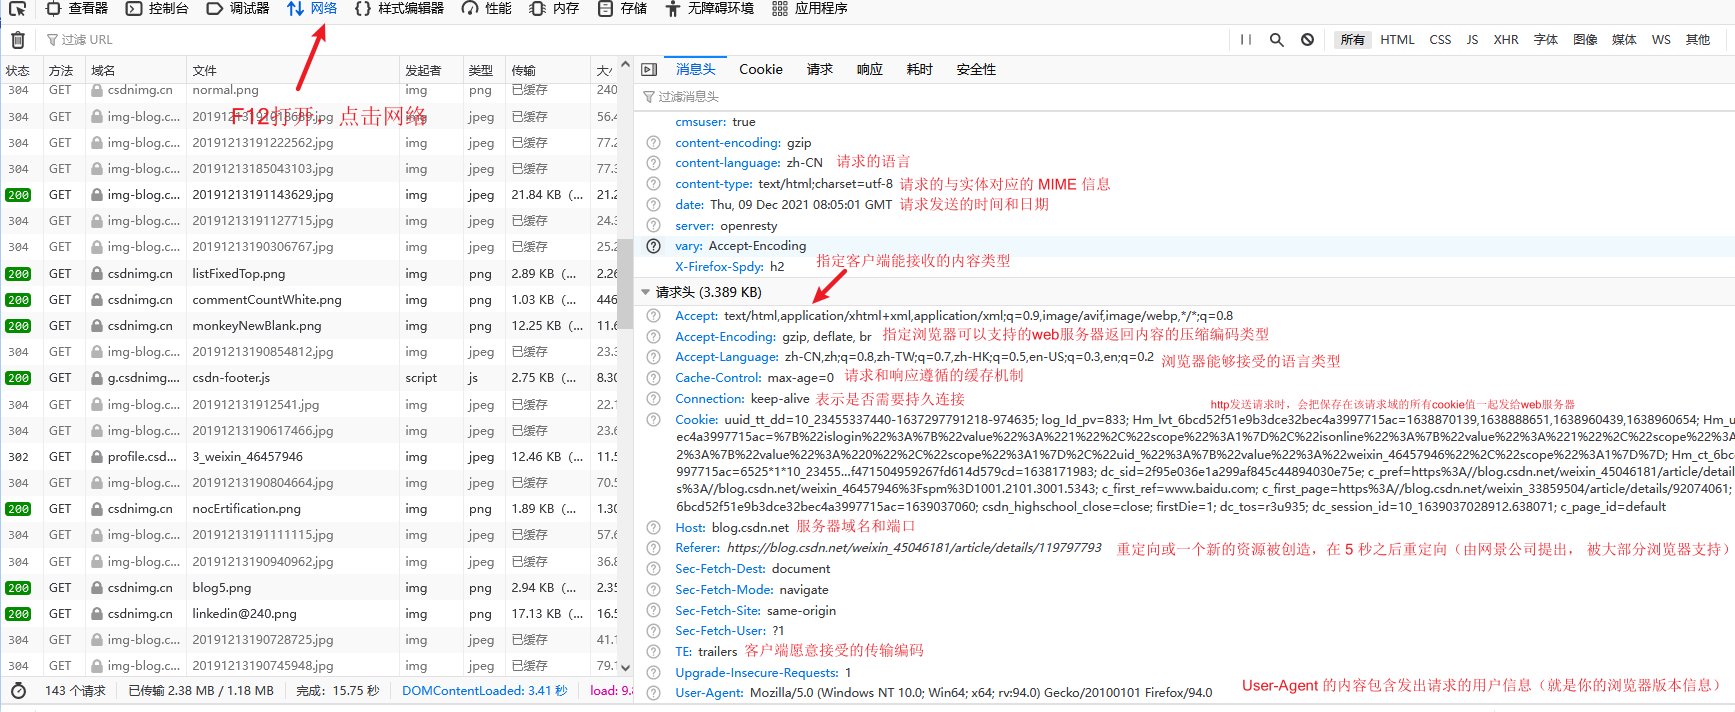 查看器 控制台 调试器 网络 样式编辑器 性能 内存 存储 无障碍环境 应用程序
过滤 URL 所有 HTML CSS JS XHR 字体 图像 媒体 WS 其他
状态 方法 域名 文件 发起者 类型 传输 大小
304 GET csdnimg.cn normal.png img png 已缓存 240
304 GET img-blog.c... img jpeg 已缓存 56.4
F12打开，点击网络
304 GET img-blog.c... 20191213191222562.jpg img jpeg 已缓存 77.2
304 GET img-blog.c... 20191213185043103.jpg img jpeg 已缓存 77.3
200 GET img-blog.c... 20191213191143629.jpg img jpeg 21.84 KB (... 21.2
304 GET img-blog.c... 20191213191127715.jpg img jpeg 已缓存 24.3
304 GET img-blog.c... 20191213190306767.jpg img jpeg 已缓存 25.2
200 GET csdnimg.cn listFixedTop.png img png 2.89 KB (... 2.26
200 GET csdnimg.cn commentCountWhite.png img png 1.03 KB (... 446
200 GET csdnimg.cn monkeyNewBlank.png img png 12.25 KB (... 11.6
304 GET img-blog.c... 20191213190854812.jpg img jpeg 已缓存 23.3
200 GET g.csdnimg.... csdn-footer.js script js 2.75 KB (... 8.30
304 GET img-blog.c... 201912131912541.jpg img jpeg 已缓存 22.1
304 GET img-blog.c... 20191213190617466.jpg img jpeg 已缓存 23.6
302 GET profile.csd... 3_weixin_46457946 img png 12.46 KB (... 11.5
304 GET img-blog.c... 20191213190804664.jpg img jpeg 已缓存 70.5
200 GET csdnimg.cn nocErtification.png img png 1.89 KB (... 1.30
304 GET img-blog.c... 20191213191111115.jpg img jpeg 已缓存 57.6
304 GET img-blog.c... 20191213190940962.jpg img jpeg 已缓存 36.8
200 GET csdnimg.cn blog5.png img png 2.94 KB (... 2.35
200 GET csdnimg.cn linkedin@240.png img png 17.13 KB (... 16.5
304 GET img-blog.c... 20191213190728725.jpg img jpeg 已缓存 41.1
304 GET img-blog.c... 20191213190745948.jpg img jpeg 已缓存 79.1
143 个请求 已传输 2.38 MB / 1.18 MB 完成：15.75 秒 DOMContentLoaded: 3.41 秒 load: 9.8
消息头 Cookie 请求 响应 耗时 安全性
过滤消息头
cmsuser: true
content-encoding: gzip
content-language: zh-CN 请求的语言
content-type: text/html;charset=utf-8 请求的与实体对应的 MIME 信息
date: Thu, 09 Dec 2021 08:05:01 GMT 请求发送的时间和日期
server: openresty
vary: Accept-Encoding
X-Firefox-Spdy: h2 指定客户端能接收的内容类型
请求头 (3.389 KB)
Accept: text/html,application/xhtml+xml,application/xml;q=0.9,image/avif,image/webp,*/*;q=0.8
Accept-Encoding: gzip, deflate, br 指定浏览器可以支持的web服务器返回内容的压缩编码类型
Accept-Language: zh-CN,zh;q=0.8,zh-TW;q=0.7,zh-HK;q=0.5,en-US;q=0.3,en;q=0.2 浏览器能够接受的语言类型
Cache-Control: max-age=0 请求和响应遵循的缓存机制
Connection: keep-alive 表示是否需要持久连接
http发送请求时，会把保存在该请求域的所有cookie值一起发给web服务器
Cookie: uuid_tt_dd=10_23455337440-1637297791218-974635; log_Id_pv=833; Hm_lvt_6bcd52f51e9b3dce32bec4a3997715ac=1638870139,1638888651,1638960439,1638960654; Hm_u
ec4a3997715ac=%7B%22islogin%22%3A%7B%22value%22%3A%221%22%2C%22scope%22%3A1%7D%2C%22isonline%22%3A%7B%22value%22%3A%221%22%2C%22scope%22%3A
2%3A%7B%22value%22%3A%220%22%2C%22scope%22%3A1%7D%2C%22uid_%22%3A%7B%22value%22%3A%22weixin_46457946%22%2C%22scope%22%3A1%7D%7D; Hm_ct_6bcd
997715ac=6525*1*10_23455...f471504959267fd614d579cd=1638171983; dc_sid=2f95e036e1a299af845c44894030e75e; c_pref=https%3A//blog.csdn.net/weixin_45046181/article/detail
s%3A//blog.csdn.net/weixin_46457946%3Fspm%3D1001.2101.3001.5343; c_first_ref=www.baidu.com; c_first_page=https%3A//blog.csdn.net/weixin_33859504/article/details/92074061;
6bcd52f51e9b3dce32bec4a3997715ac=1639037060; csdn_highschool_close=close; firstDie=1; dc_tos=r3u935; dc_session_id=10_1639037028912.638071; c_page_id=default
Host: blog.csdn.net 服务器域名和端口
Referer: https://blog.csdn.net/weixin_45046181/article/details/119797793 重定向或一个新的资源被创造，在 5 秒之后重定向（由网景公司提出， 被大部分浏览器支持）
Sec-Fetch-Dest: document
Sec-Fetch-Mode: navigate
Sec-Fetch-Site: same-origin
Sec-Fetch-User: ?1
TE: trailers 客户端愿意接受的传输编码
Upgrade-Insecure-Requests: 1
User-Agent: Mozilla/5.0 (Windows NT 10.0; Win64; x64; rv:94.0) Gecko/20100101 Firefox/94.0 User-Agent 的内容包含发出请求的用户信息（就是你的浏览器版本信息）